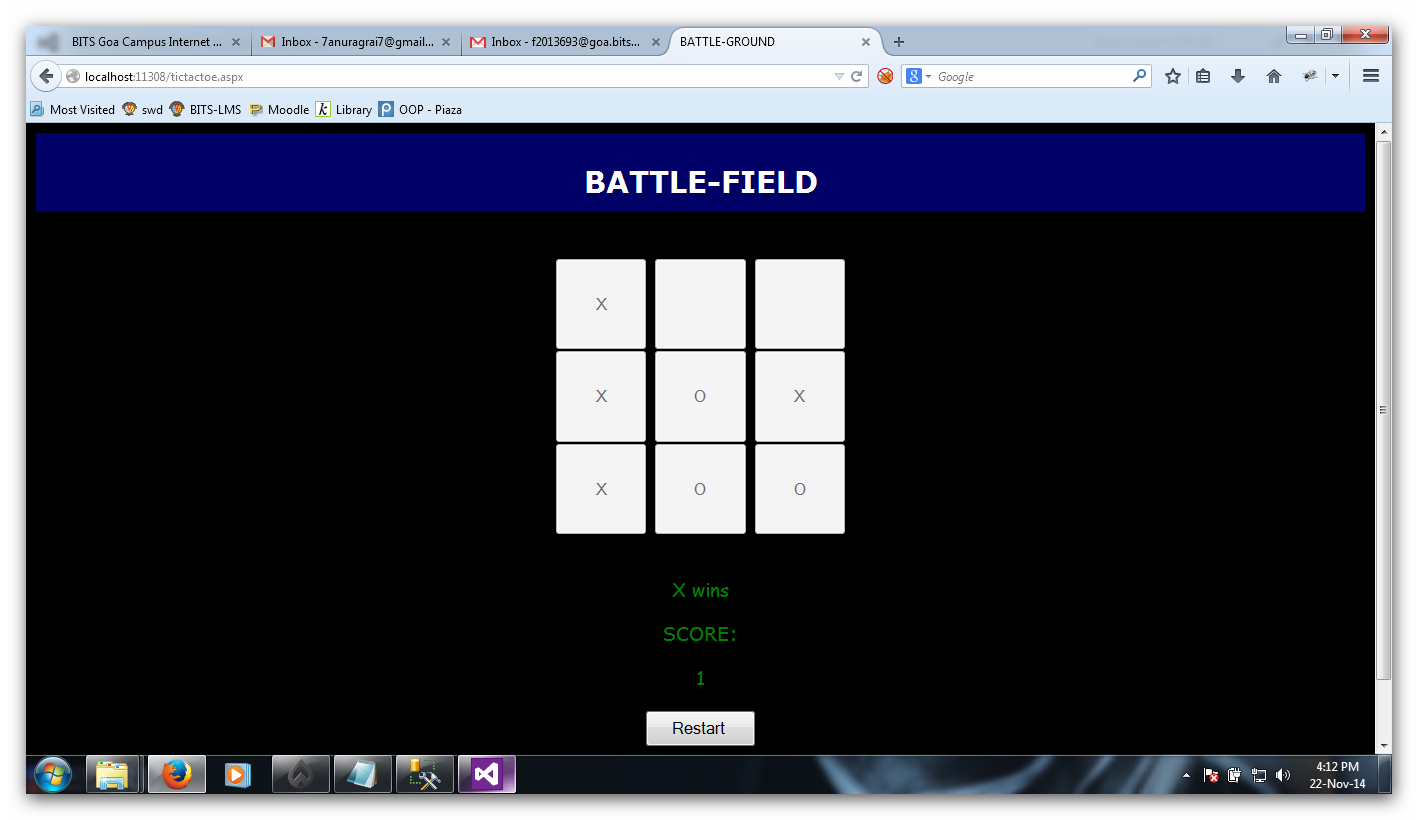 BITS Goa Campus Internet ...
Inbox - 7anuragrai7@gmail...
Inbox - f2013693@goa.bits...
BATTLE-GROUND
localhost:11308/tictactoe.aspx
Google
Most Visited swd BITS-LMS Moodle Library OOP - Piaza
BATTLE-FIELD
X
X O X
X O O
X wins
SCORE:
1
Restart
4:12 PM
22-Nov-14